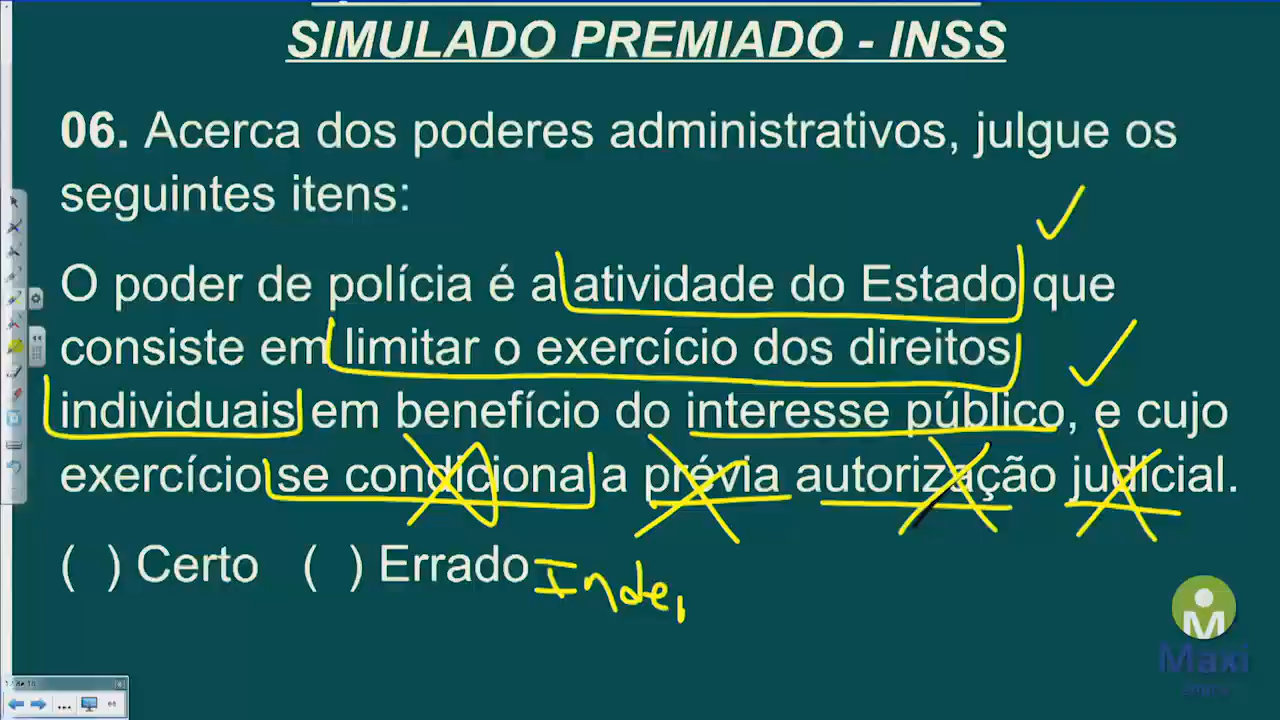 SIMULADO PREMIADO - INSS
06. Acerca dos poderes administrativos, julgue os
seguintes itens:
O poder de polícia é a atividade do Estado que
consiste em limitar o exercício dos direitos
individuais em benefício do interesse público, e cujo
exercício se condiciona a prévia autorização judicial.
( ) Certo ( ) Errado Inde
M
Maxi